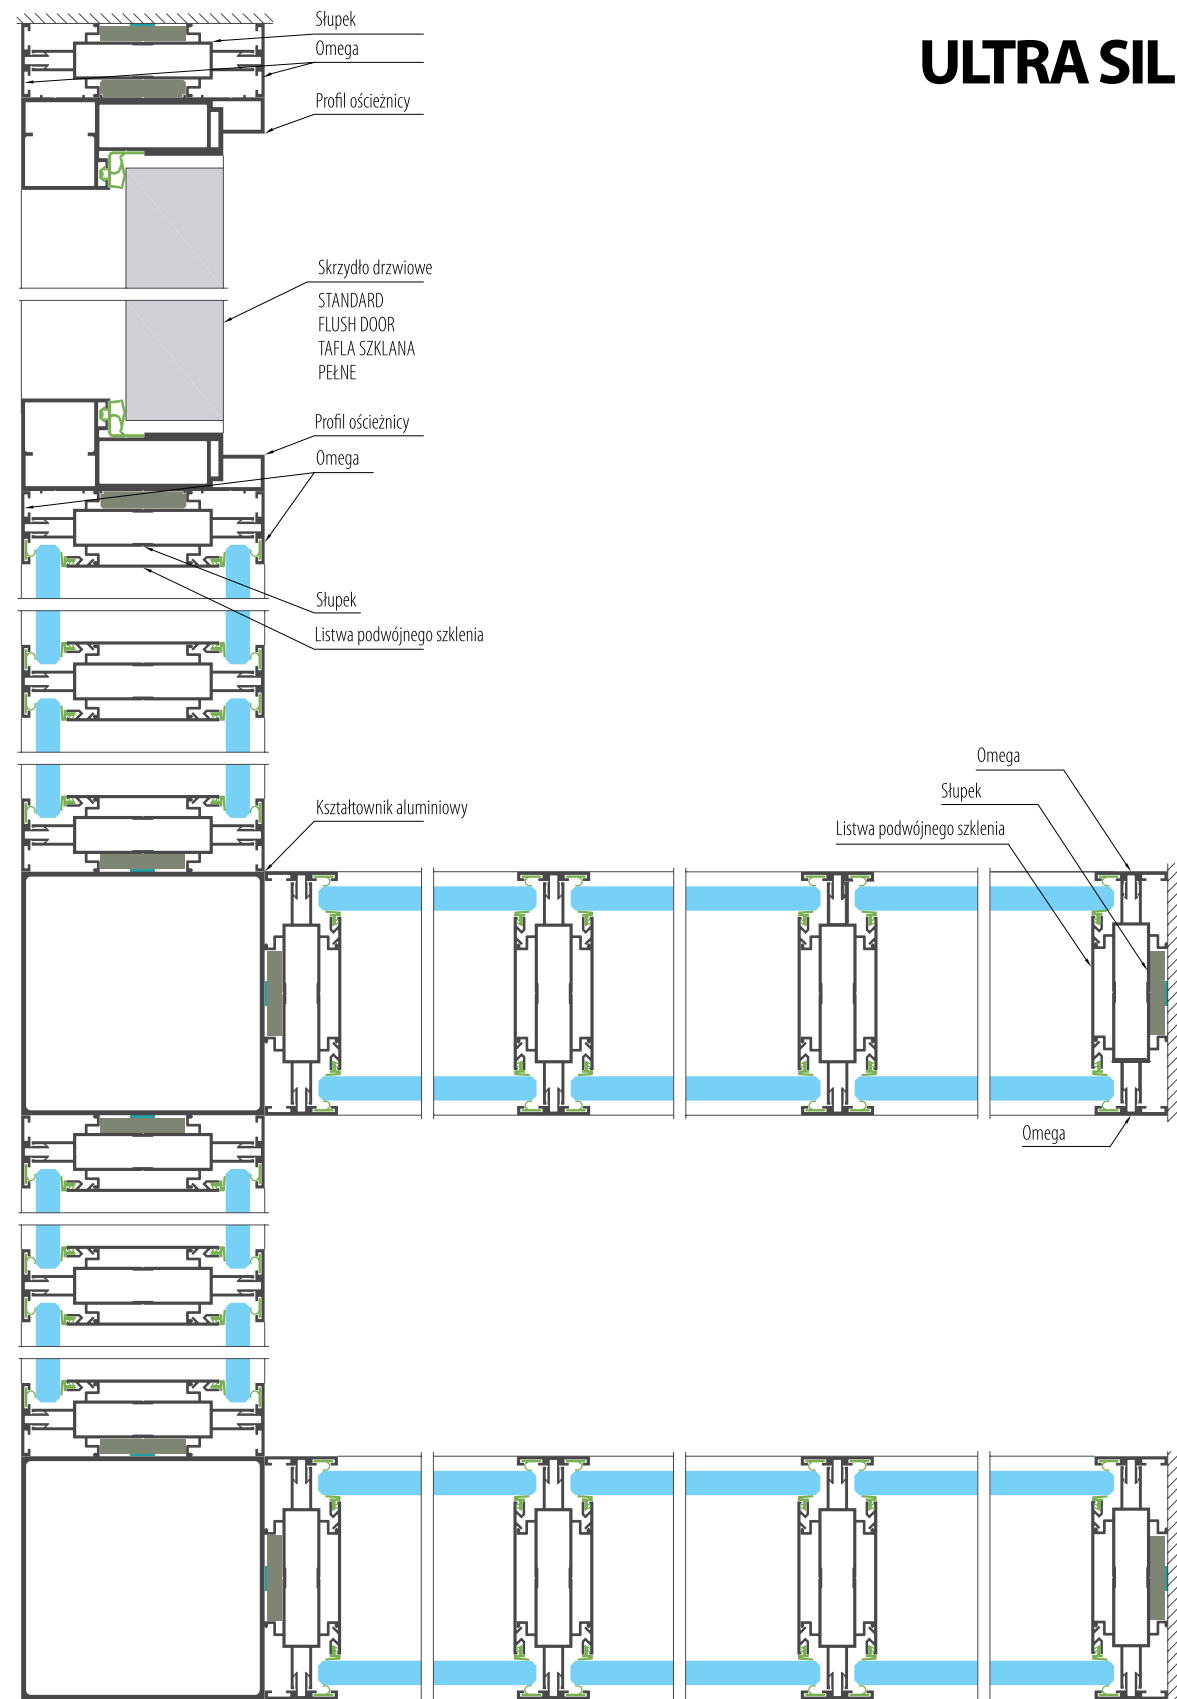 ULTRA SIL
Słupek
Omega
Profil ościeżnicy
Skrzydło drzwiowe
STANDARD
FLUSH DOOR
TAFLA SZKLANA
PEŁNE
Profil ościeżnicy
Omega
Słupek
Listwa podwójnego szklenia
Omega
Słupek
Kształtownik aluminiowy
Listwa podwójnego szklenia
Omega